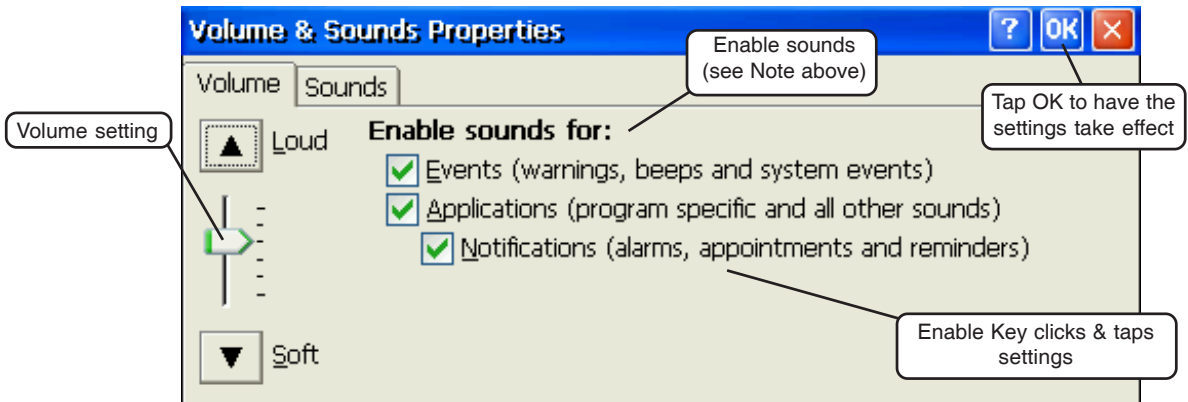 Volume & Sounds Properties
? OK ×
Enable sounds
(see Note above)
Volume Sounds
Tap OK to have the
settings take effect
Volume setting
Loud
Enable sounds for:
Events (warnings, beeps and system events)
Applications (program specific and all other sounds)
Notifications (alarms, appointments and reminders)
Enable Key clicks & taps
settings
Soft